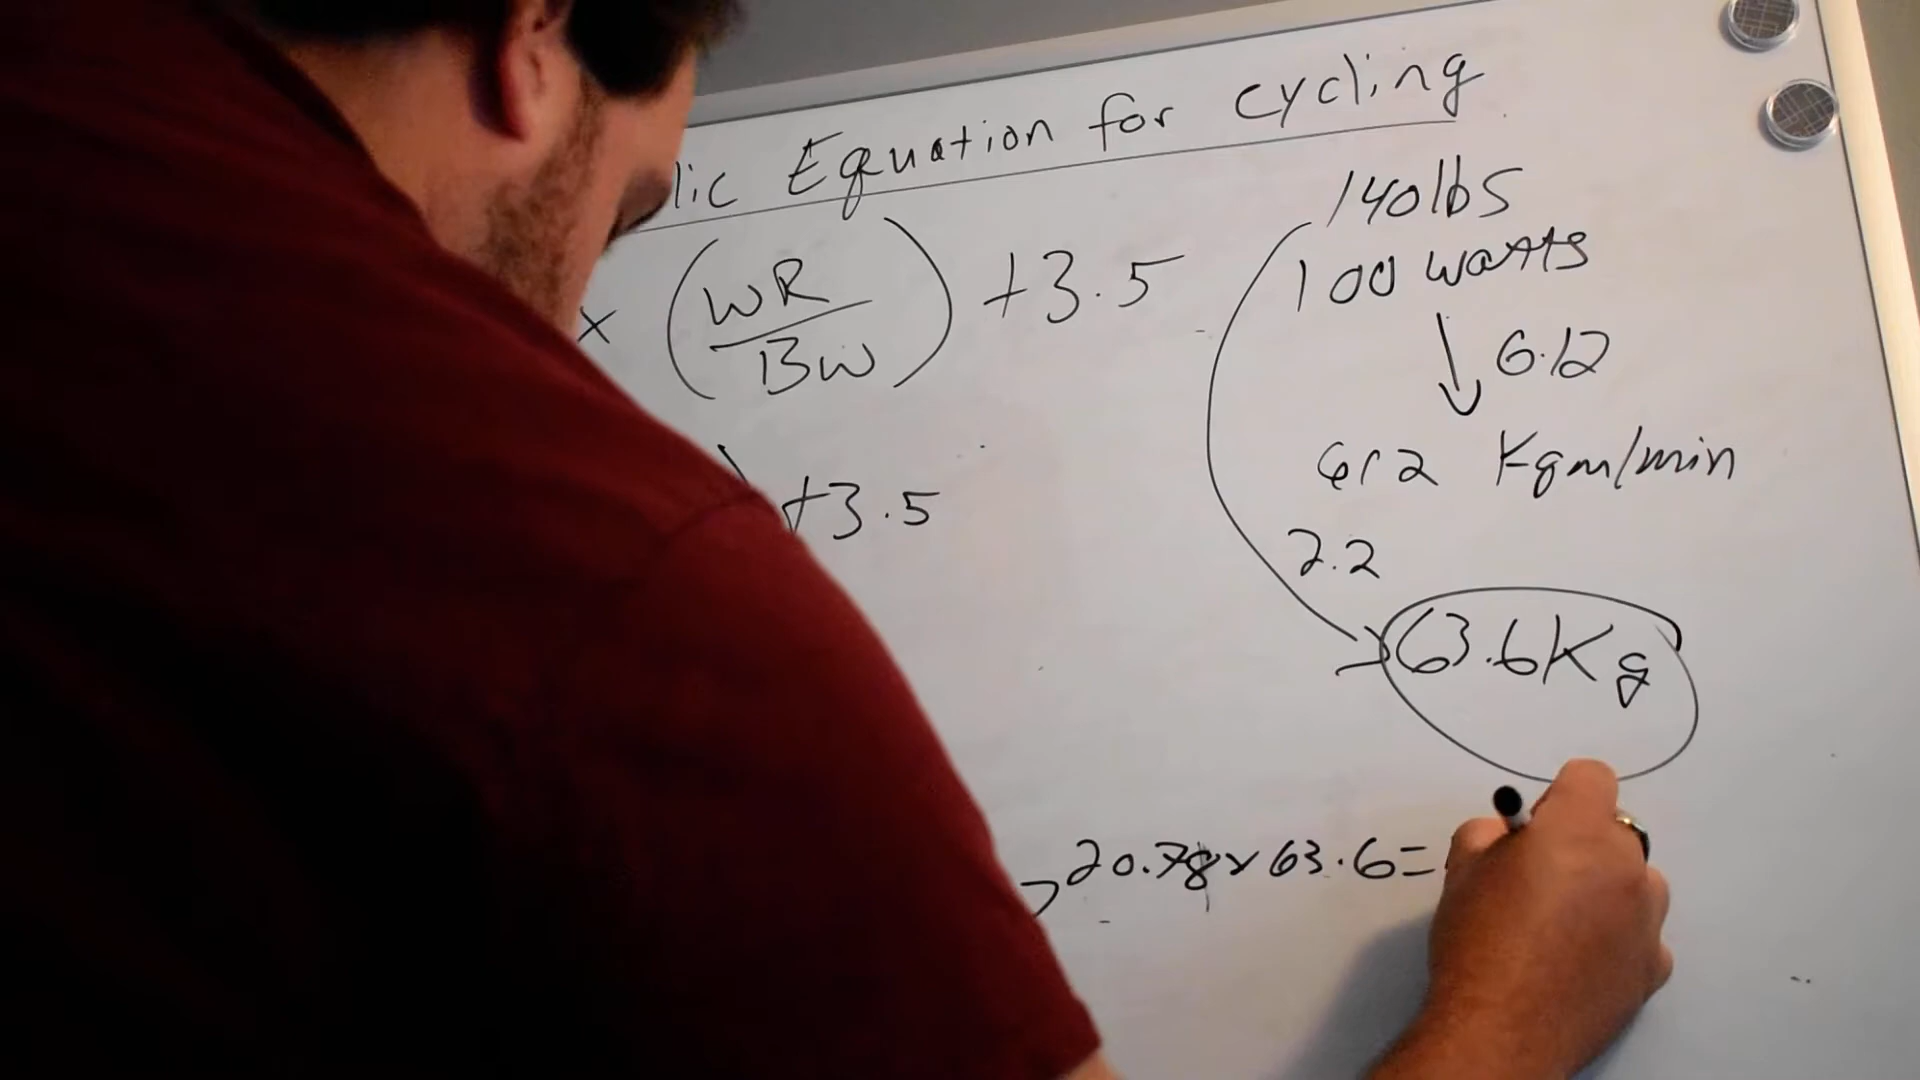 lic Equation for cycling
140lbs
100 watts
x (WR/BW) +3.5
6.12
612 Kgm/min
+3.5
2.2
63.6Kg
20.78x63.6=